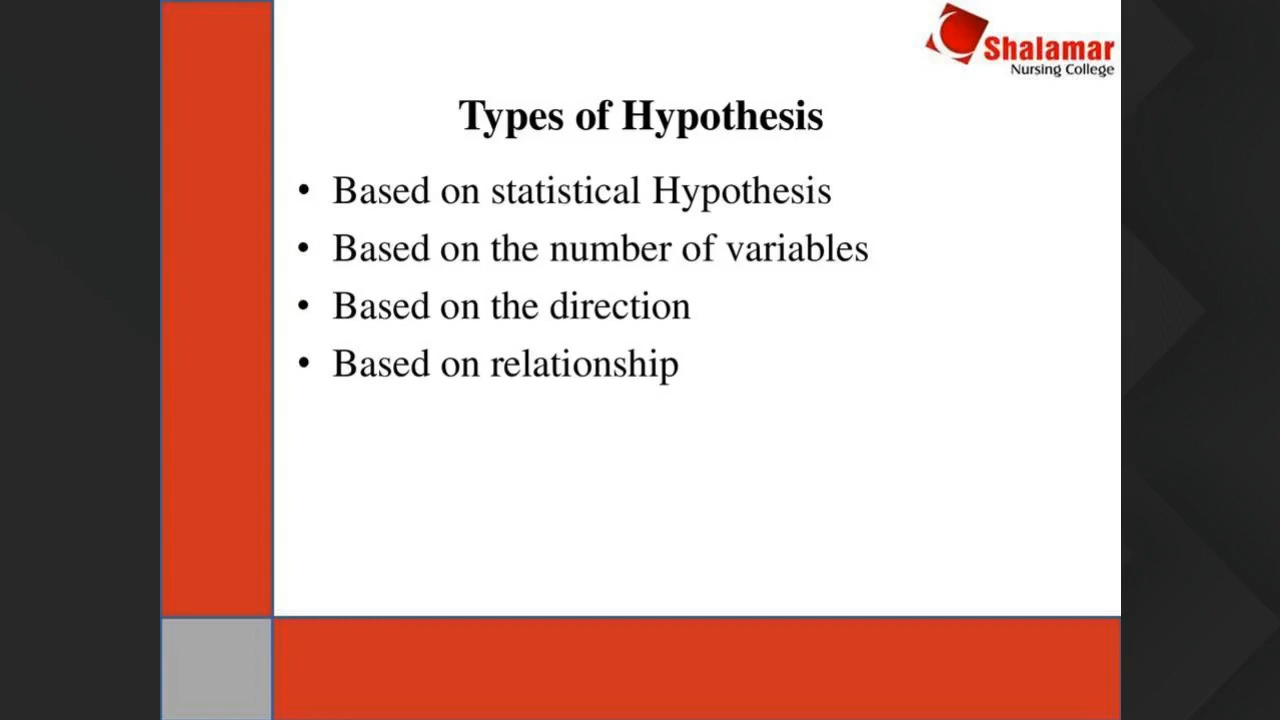 Shalamar
Nursing College
Types of Hypothesis
• Based on statistical Hypothesis
• Based on the number of variables
• Based on the direction
• Based on relationship